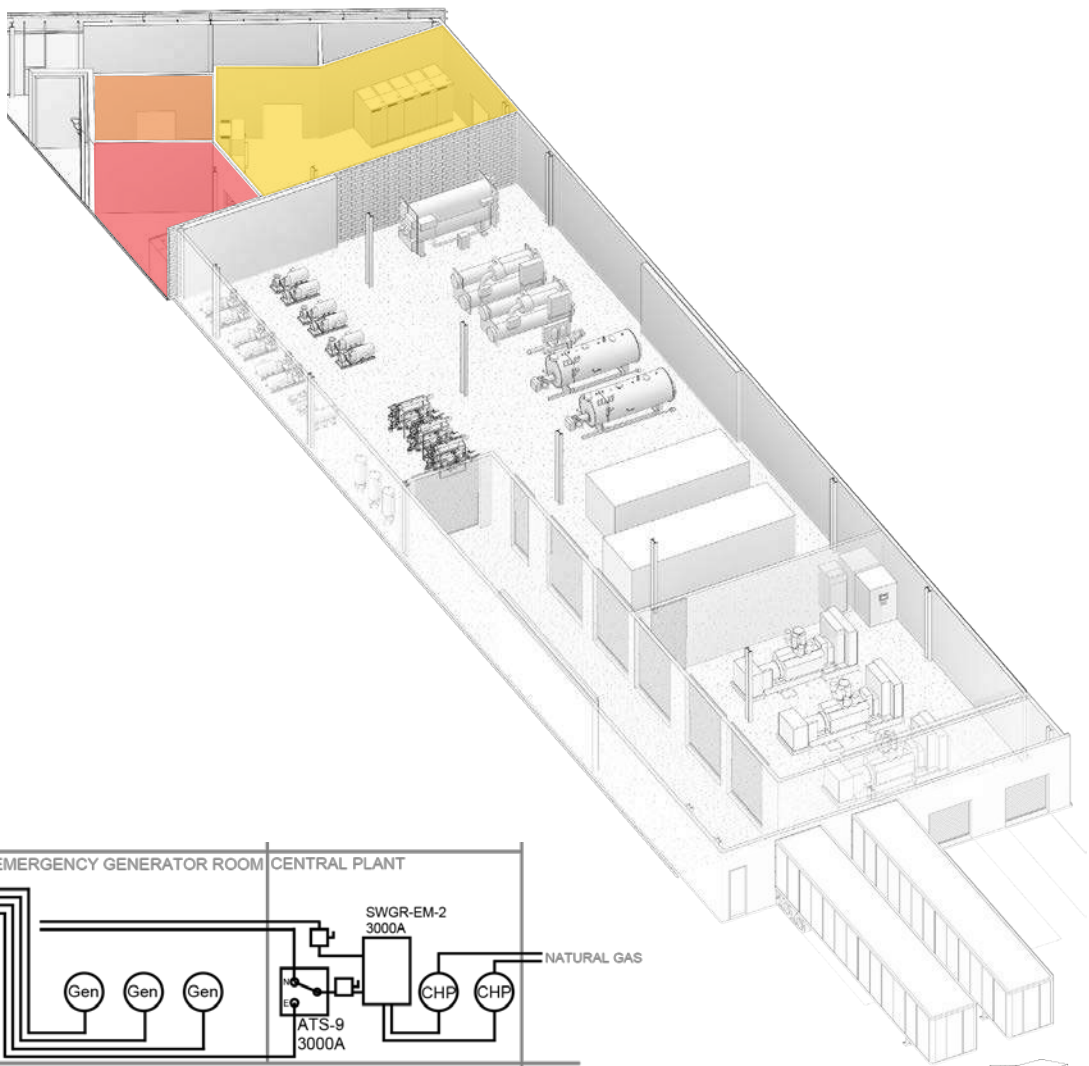 EMERGENCY GENERATOR ROOM
CENTRAL PLANT
SWGR-EM-2
3000A
NATURAL GAS
Gen
Gen
Gen
N
E
CHP
CHP
ATS-9
3000A